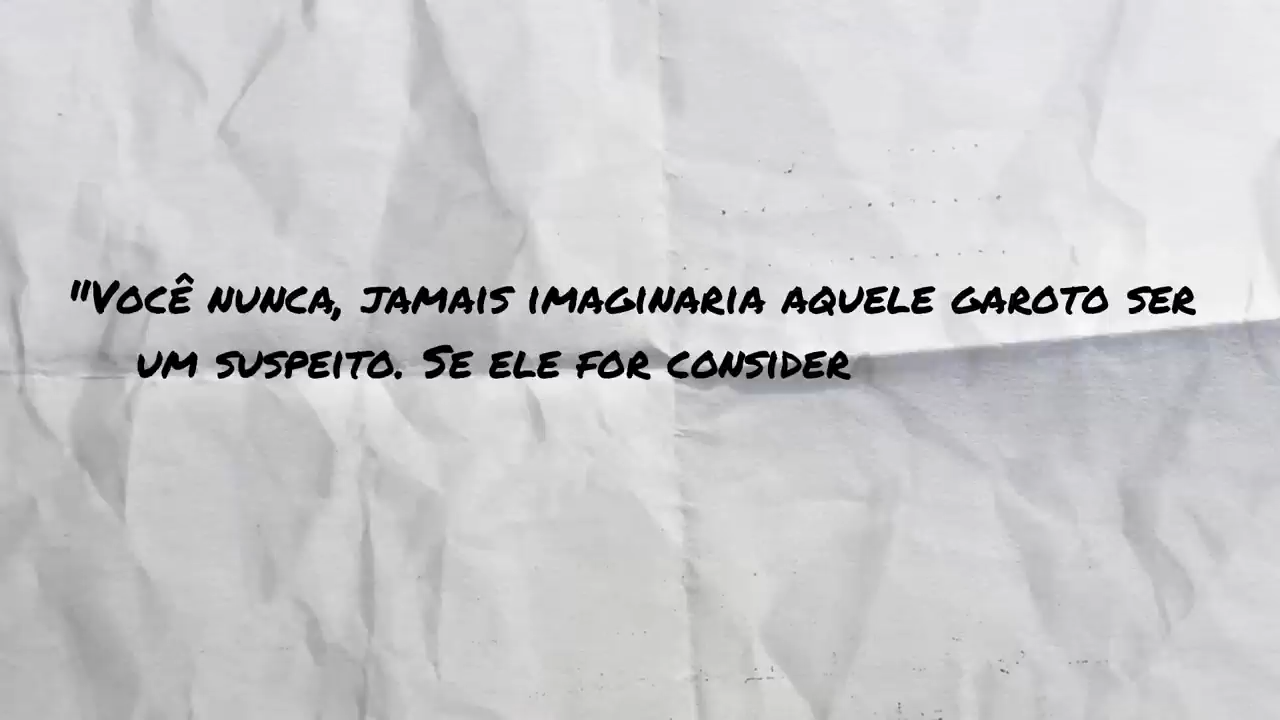 "Você nunca, jamais imaginaria aquele garoto ser
um suspeito. Se ele for consider